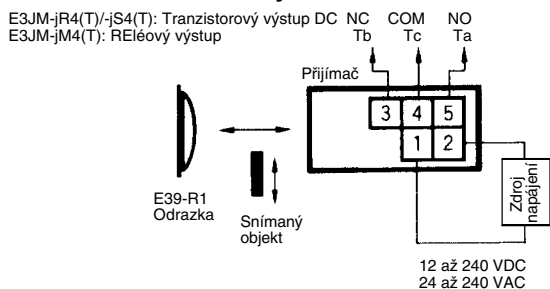 E3JM-jR4(T)/-jS4(T): Tranzistorový výstup DC NC COM NO
E3JM-jM4(T): REléový výstup Tb Tc Ta
Přijímač
3 4 5
1 2
Zdroj
napájení
E39-R1
Odrazka
Snímaný
objekt
12 až 240 VDC
24 až 240 VAC